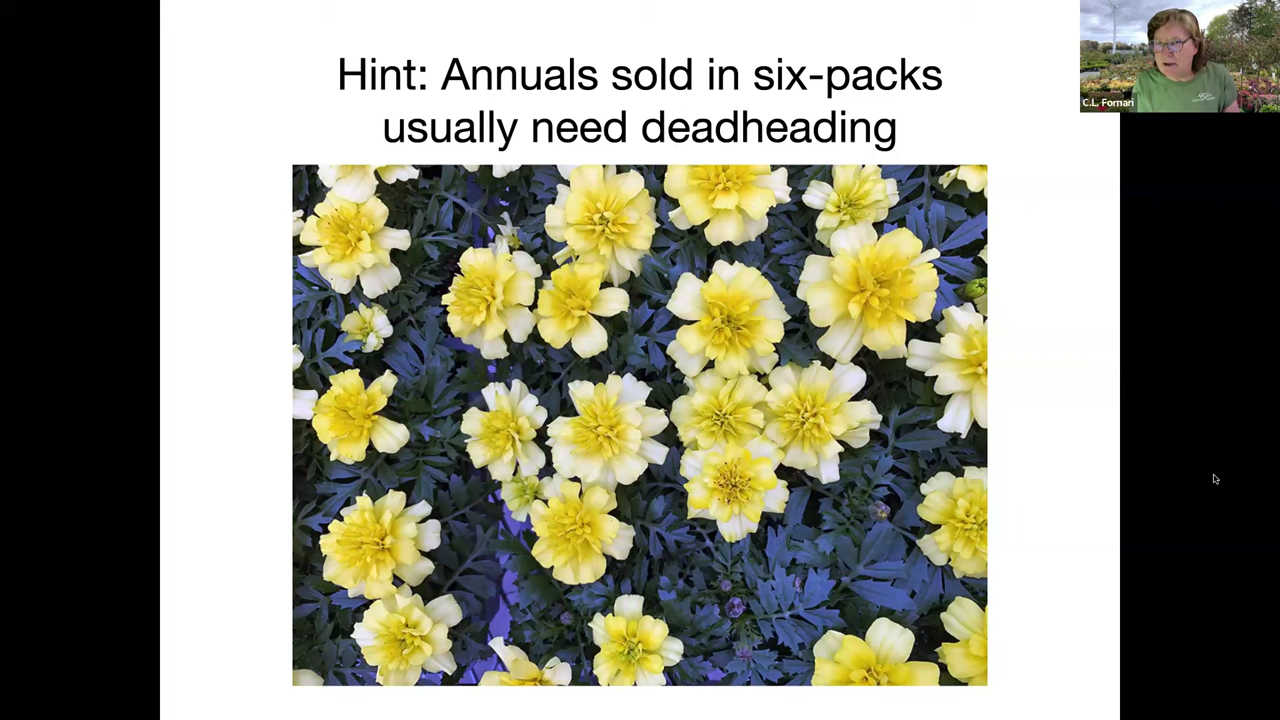 Hint: Annuals sold in six-packs
usually need deadheading
C.L. Fornari